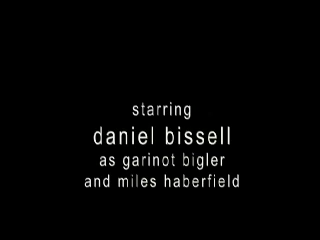 starring
daniel bissell
as garinot bigler
and miles haberfield